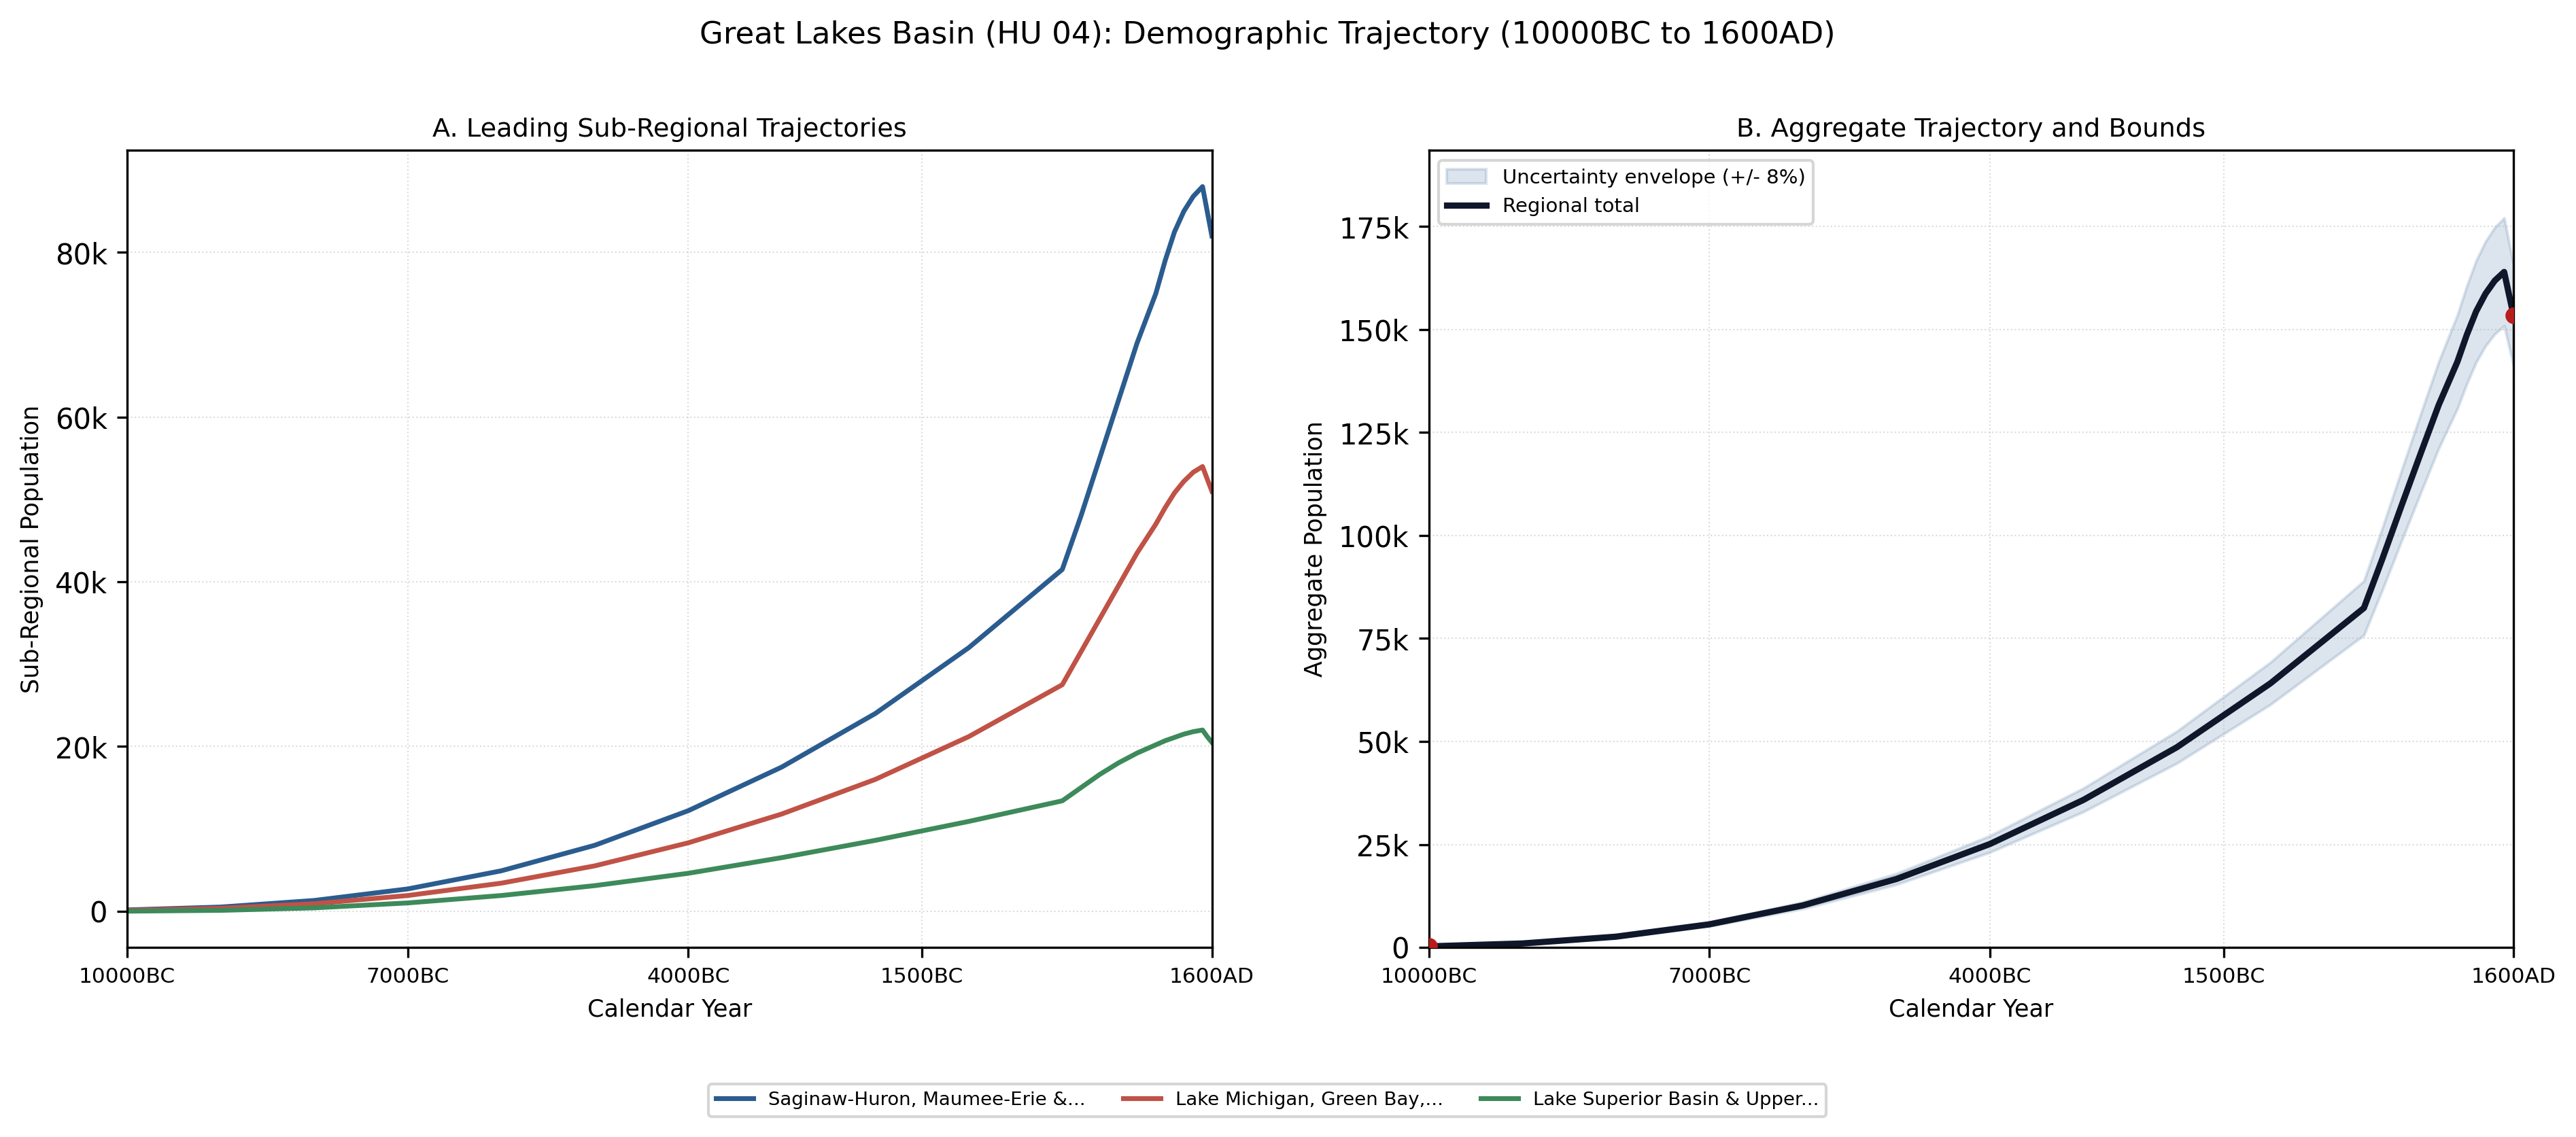 Great Lakes Basin (HU 04): Demographic Trajectory (10000BC to 1600AD)
A. Leading Sub-Regional Trajectories
Sub-Regional Population
80k
60k
40k
20k
0
10000BC 7000BC 4000BC 1500BC 1600AD
Calendar Year
B. Aggregate Trajectory and Bounds
Uncertainty envelope (+/- 8%)
Regional total
Aggregate Population
175k
150k
125k
100k
75k
50k
25k
0
10000BC 7000BC 4000BC 1500BC 1600AD
Calendar Year
Saginaw-Huron, Maumee-Erie &... Lake Michigan, Green Bay,... Lake Superior Basin & Upper...